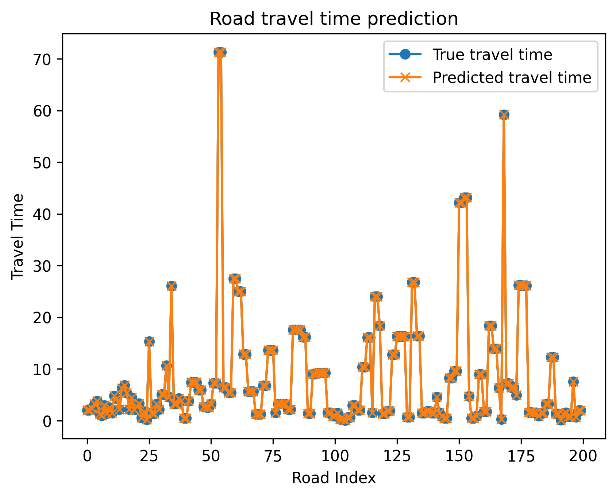 Road travel time prediction
True travel time
Predicted travel time
Travel Time
70
60
50
40
30
20
10
0
0 25 50 75 100 125 150 175 200
Road Index